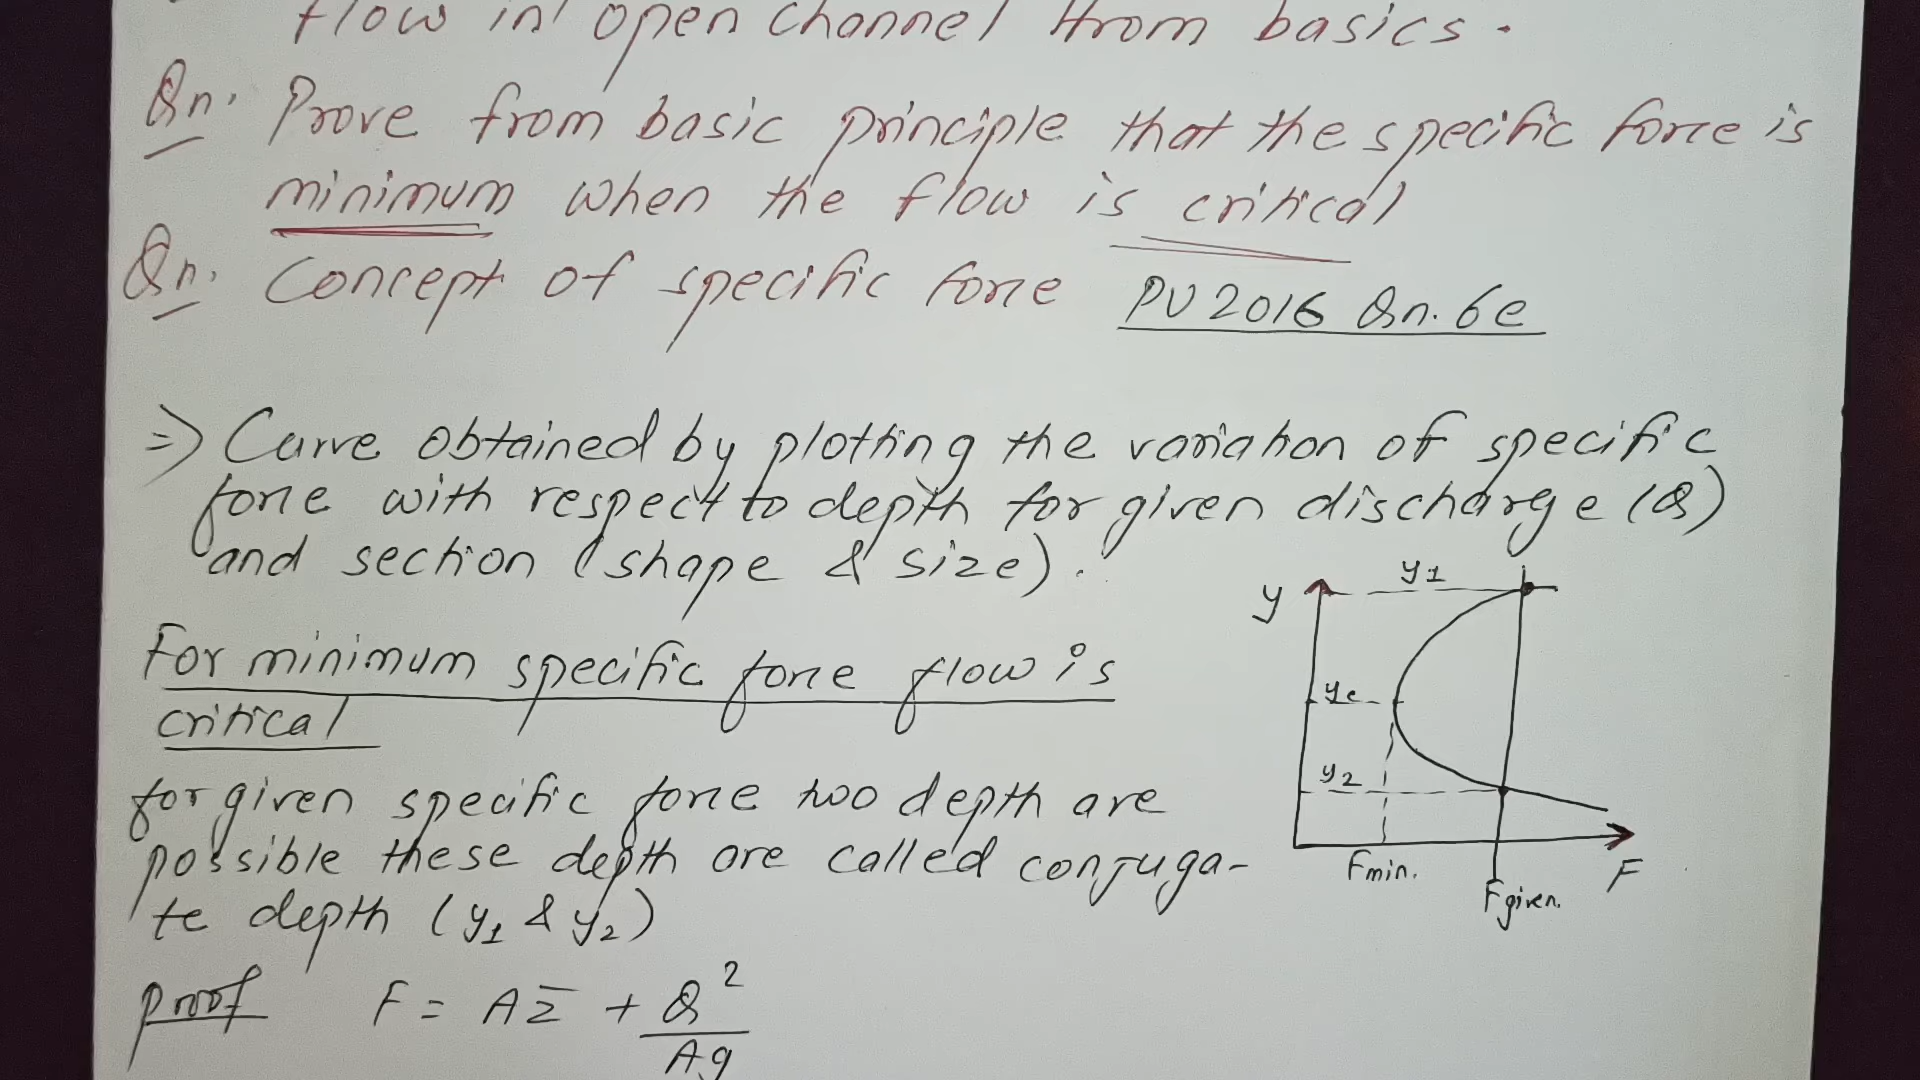 flow in open channel from basics.
Qn. Prove from basic principle that the specific force is
minimum when the flow is critical
Qn. Concept of specific force PU 2016 Qn. 6e
⇒ Curve obtained by plotting the variation of specific
force with respect to depth for given discharge (Q)
and section (shape & size).
For minimum specific force flow is
critical
for given specific force two depth are
possible these depth are called conjuga-
te depth (y1 & y2)
proof F = Az̅ + Q²/Ag
y
y1
yc
y2
Fmin.
Fgiven.
F